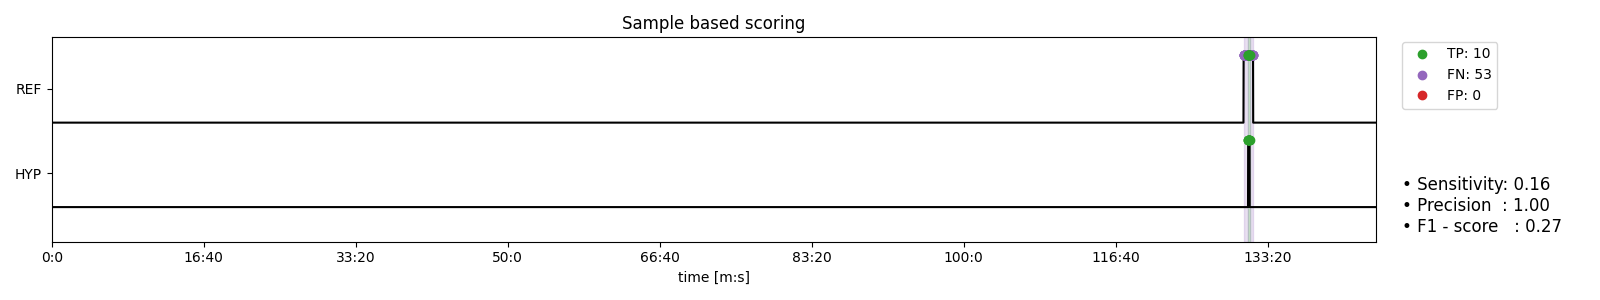 Sample based scoring
REF
HYP
0:0
16:40
33:20
50:0
66:40
83:20
100:0
116:40
133:20
time [m:s]
TP: 10
FN: 53
FP: 0
• Sensitivity: 0.16
• Precision : 1.00
• F1 - score : 0.27